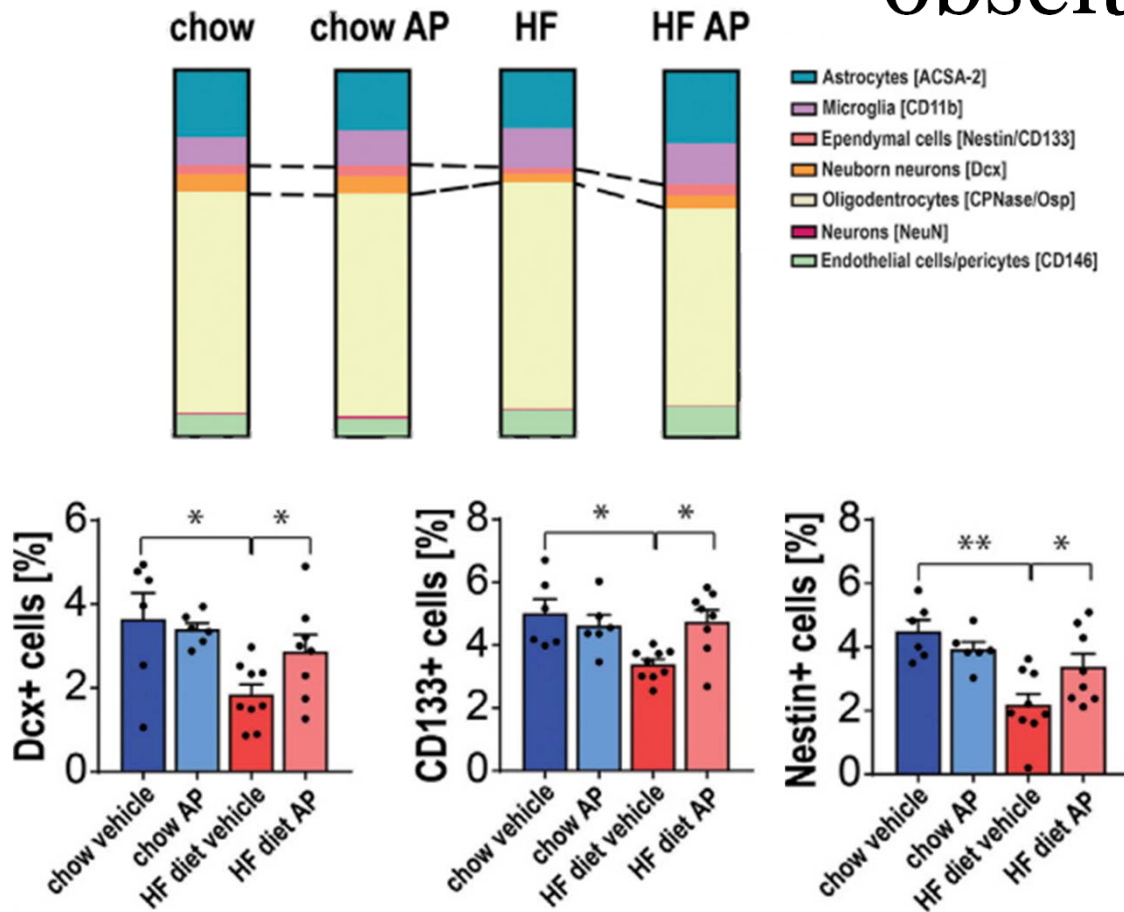 chow chow AP HF HF AP
Astrocytes [ACSA-2]
Microglia [CD11b]
Ependymal cells [Nestin/CD133]
Neuborn neurons [Dcx]
Oligodentrocytes [CPNase/Osp]
Neurons [NeuN]
Endothelial cells/pericytes [CD146]
Dcx+ cells [%]
6
4
2
0
* *
chow vehicle
chow AP
HF diet vehicle
HF diet AP
CD133+ cells [%]
8
6
4
2
0
* *
chow vehicle
chow AP
HF diet vehicle
HF diet AP
Nestin+ cells [%]
8
6
4
2
0
** *
chow vehicle
chow AP
HF diet vehicle
HF diet AP